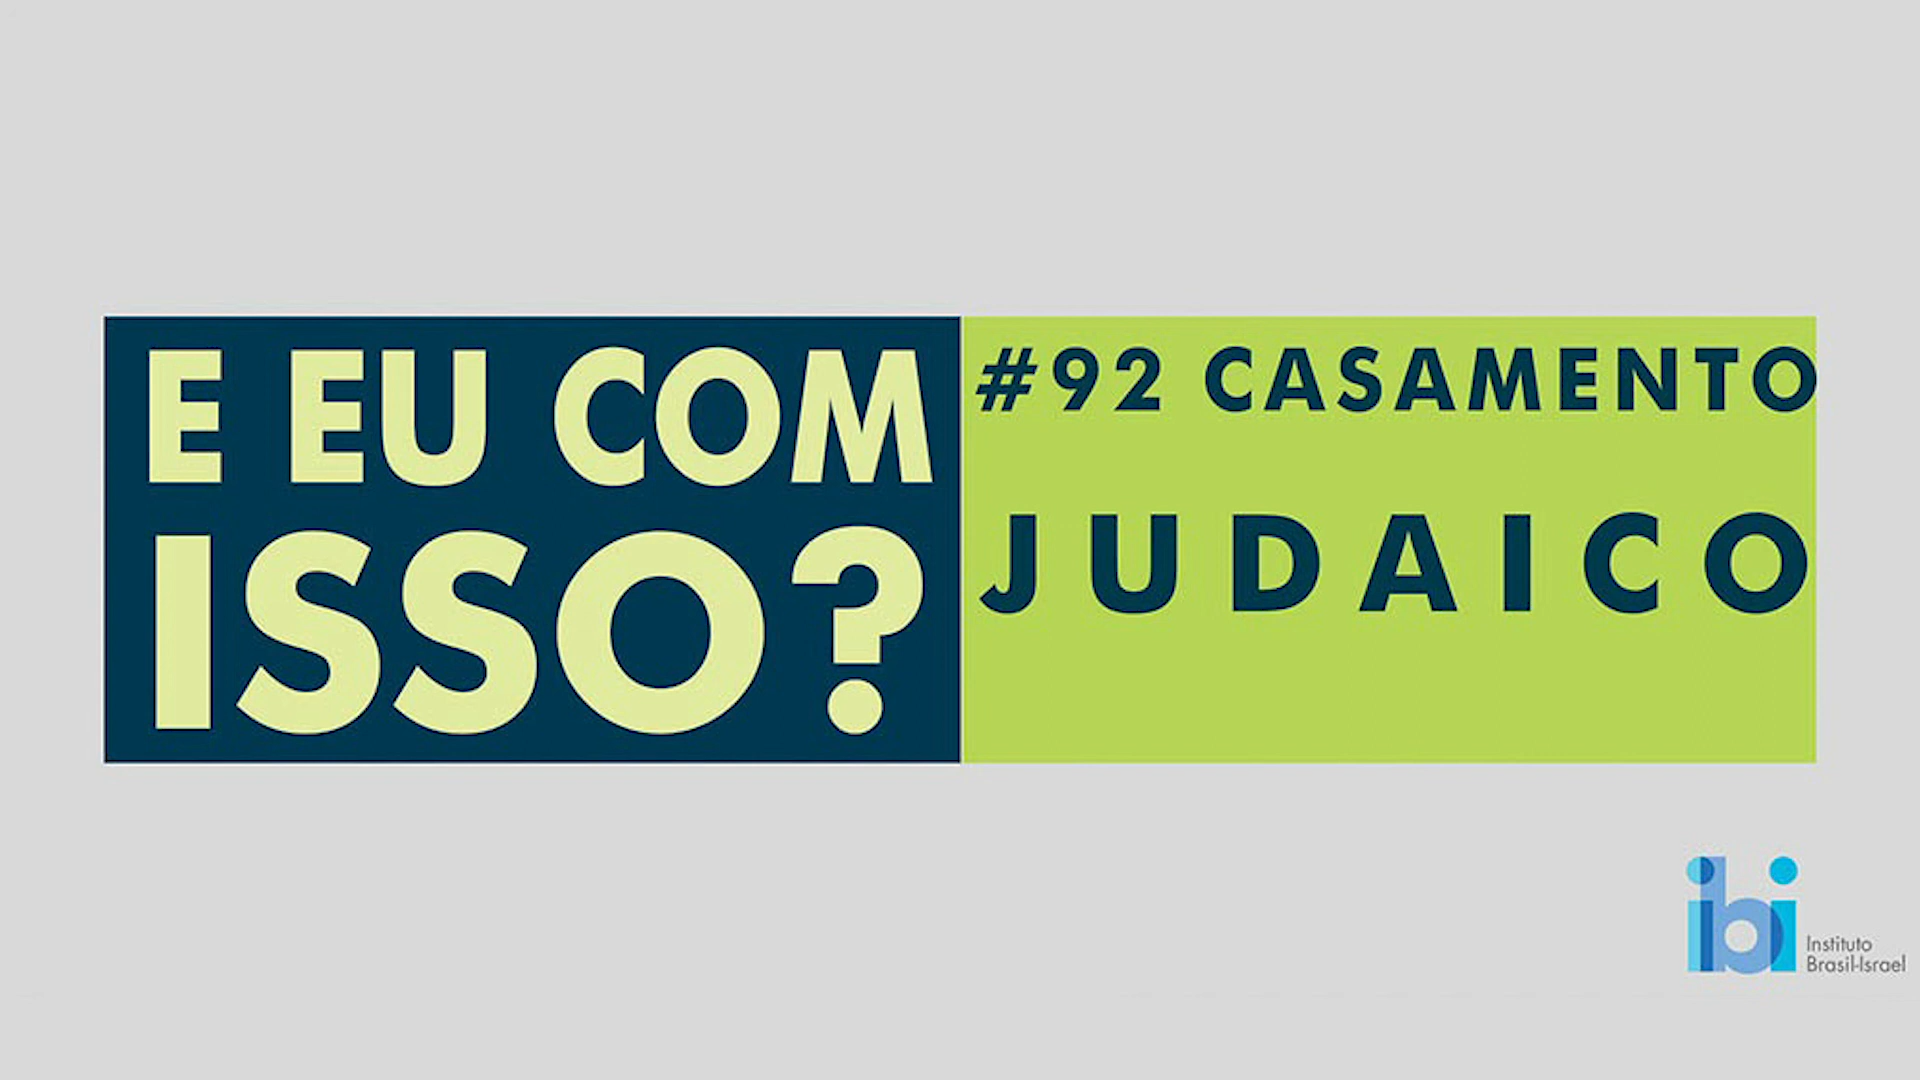 E EU COM
ISSO?
#92 CASAMENTO
JUDAICO
ibi
Instituto
Brasil-Israel